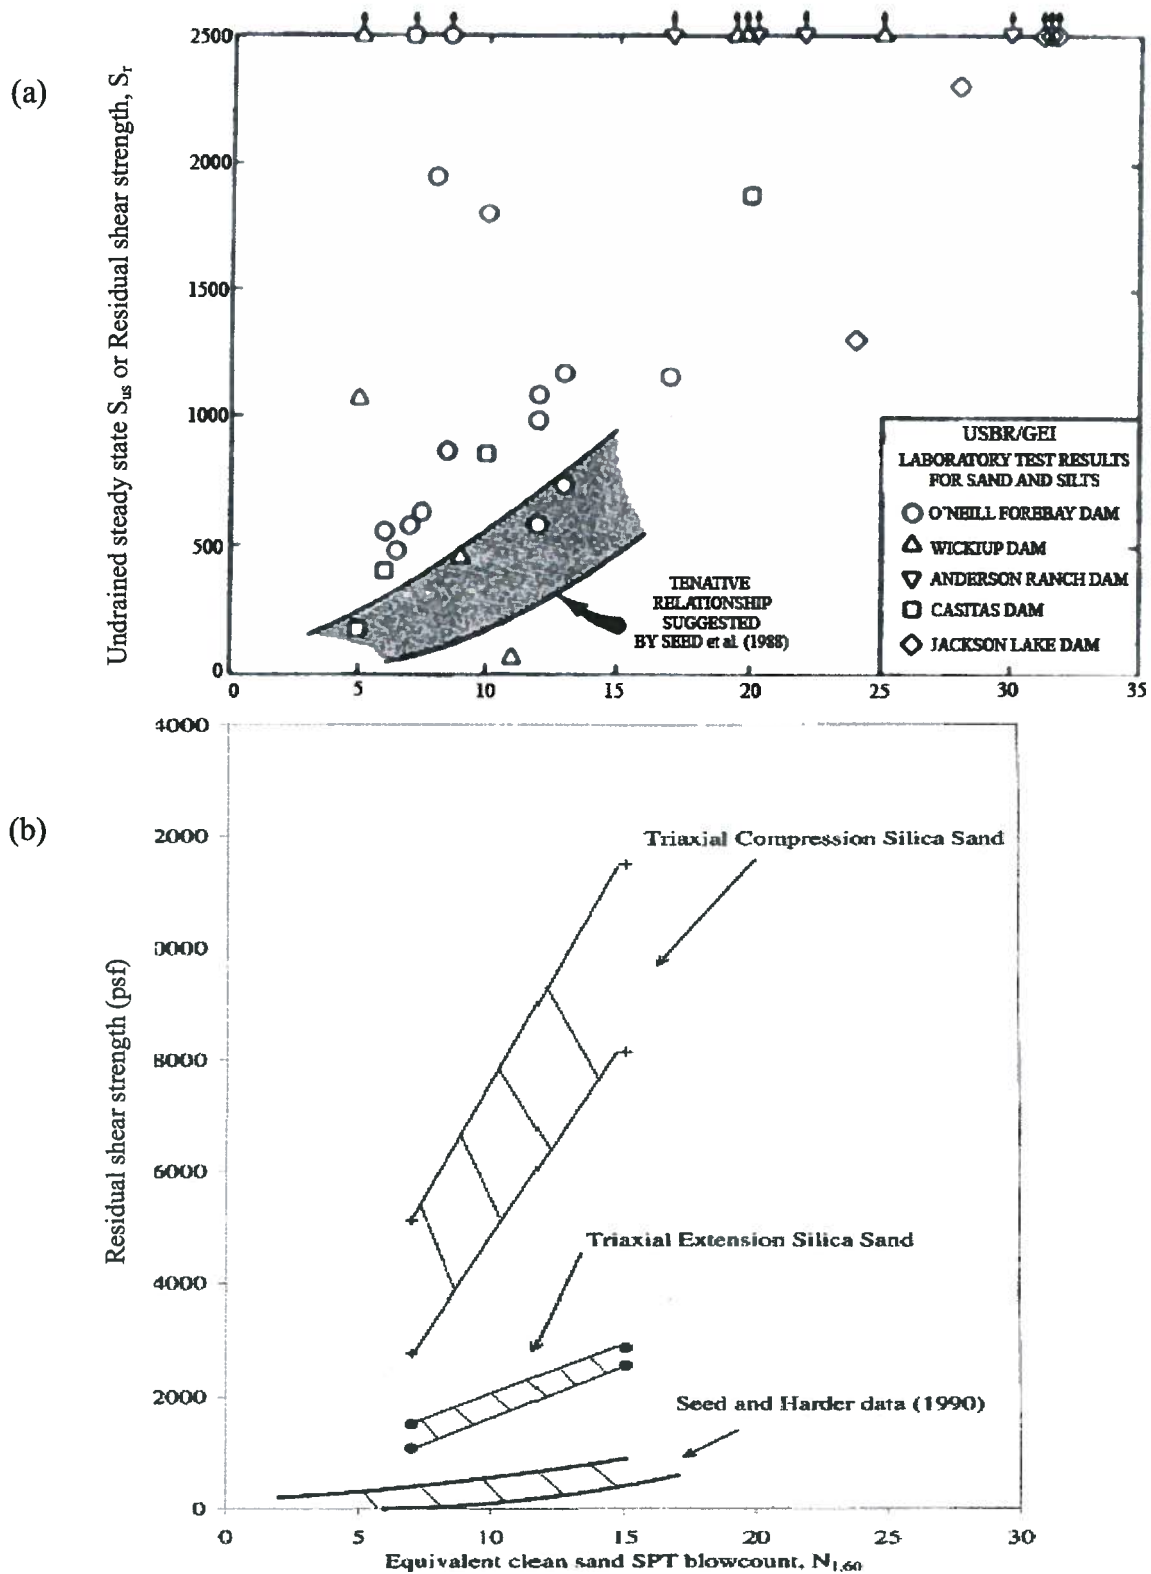 (a)
Undrained steady state Sus or Residual shear strength, Sr
2500
2000
1500
1000
500
0
0 5 10 15 20 25 30 35
TENATIVE
RELATIONSHIP
SUGGESTED
BY SEED et al. (1988)
USBR/GEI
LABORATORY TEST RESULTS
FOR SAND AND SILTS
O'NEILL FOREBAY DAM
WICKIUP DAM
ANDERSON RANCH DAM
CASITAS DAM
JACKSON LAKE DAM
(b)
Residual shear strength (psf)
4000
2000
0000
8000
6000
4000
2000
0
0 5 10 15 20 25 30
Triaxial Compression Silica Sand
Triaxial Extension Silica Sand
Seed and Harder data (1990)
Equivalent clean sand SPT blowcount, N1,60